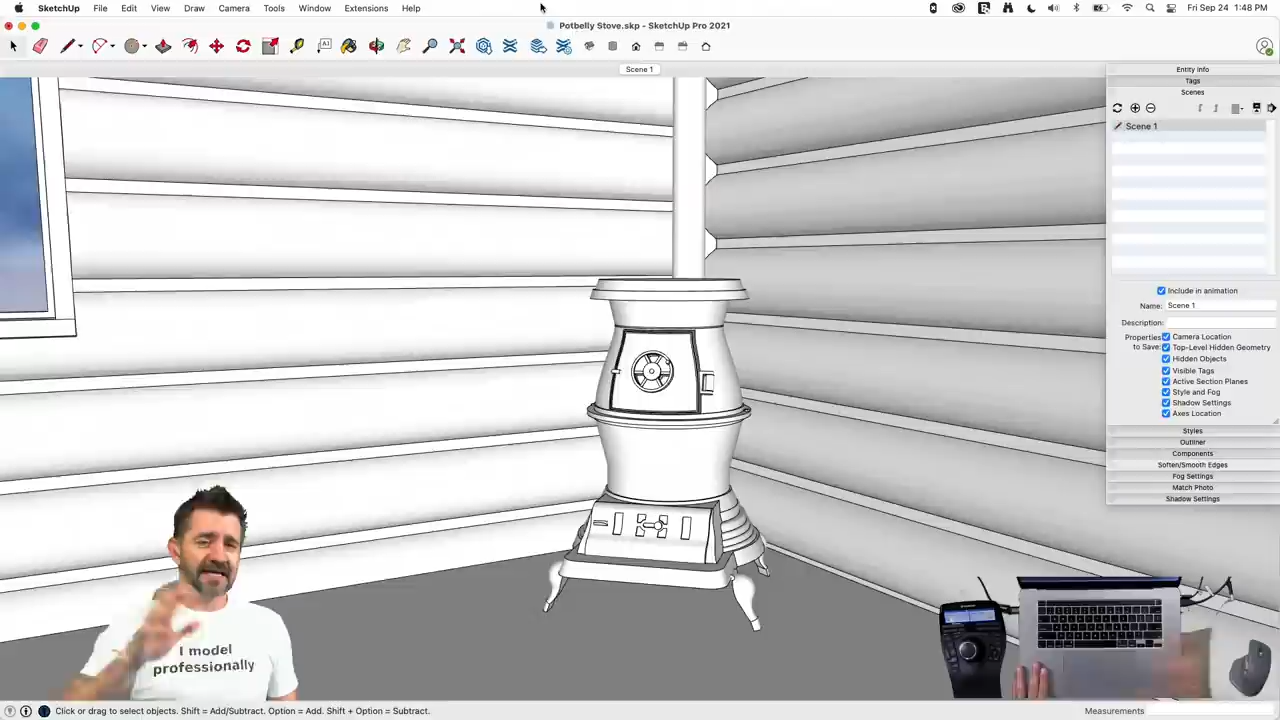 SketchUp File Edit View Draw Camera Tools Window Extensions Help
Fri Sep 24 1:48 PM
Potbelly Stove.skp - SketchUp Pro 2021
Scene 1
Entity Info
Tags
Scenes
Scene 1
Include in animation
Name: Scene 1
Description:
Properties to Save:
Camera Location
Top-Level Hidden Geometry
Hidden Objects
Visible Tags
Active Section Planes
Style and Fog
Shadow Settings
Axes Location
Styles
Outliner
Components
Soften/Smooth Edges
Fog Settings
Match Photo
Shadow Settings
I model
professionally
Click or drag to select objects. Shift = Add/Subtract. Option = Add. Shift + Option = Subtract.
Measurements